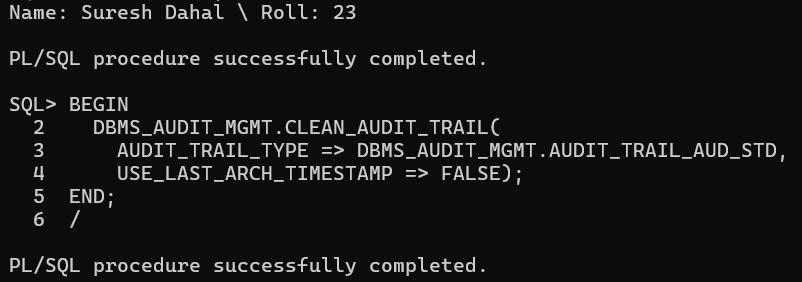 Name: Suresh Dahal \ Roll: 23
PL/SQL procedure successfully completed.
SQL> BEGIN
  2    DBMS_AUDIT_MGMT.CLEAN_AUDIT_TRAIL(
  3      AUDIT_TRAIL_TYPE => DBMS_AUDIT_MGMT.AUDIT_TRAIL_AUD_STD,
  4      USE_LAST_ARCH_TIMESTAMP => FALSE);
  5  END;
  6  /
PL/SQL procedure successfully completed.